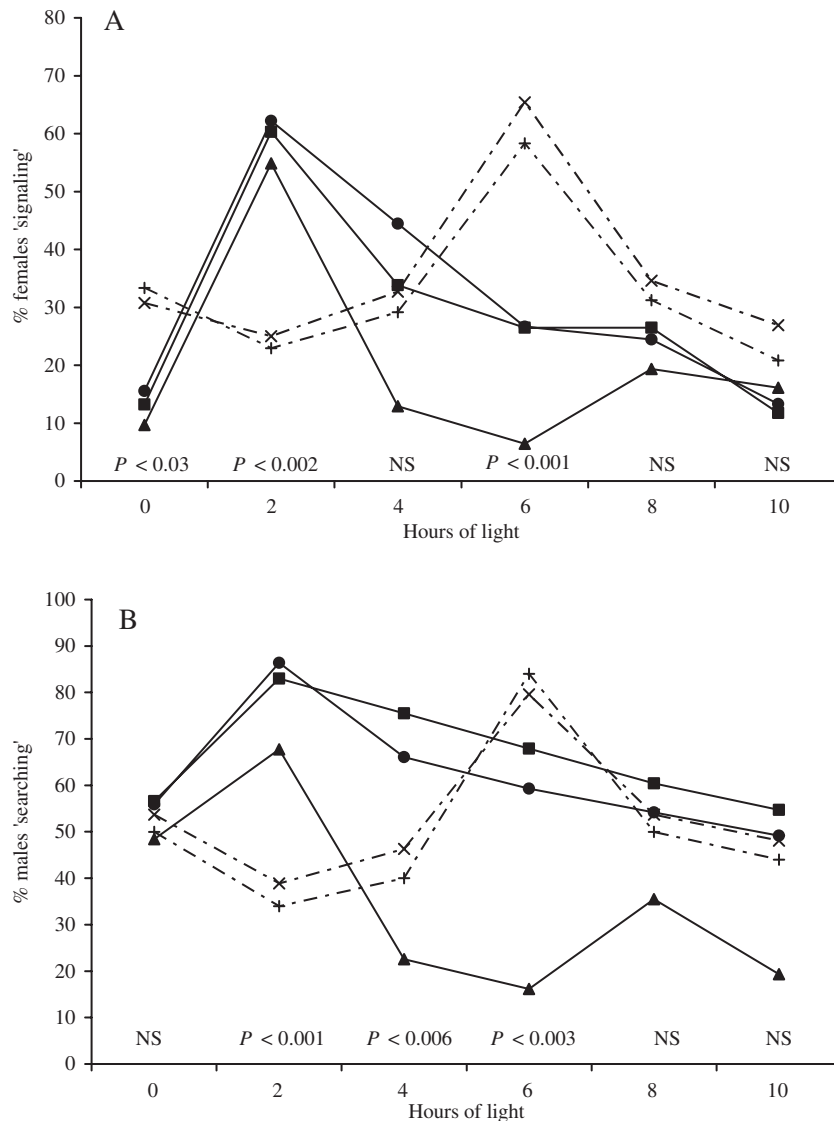 A
80
70
60
50
40
30
20
10
0
% females 'signaling'
P < 0.03 P < 0.002 NS P < 0.001 NS NS
0 2 4 6 8 10
Hours of light
B
100
90
80
70
60
50
40
30
20
10
0
% males 'searching'
NS P < 0.001 P < 0.006 P < 0.003 NS NS
0 2 4 6 8 10
Hours of light